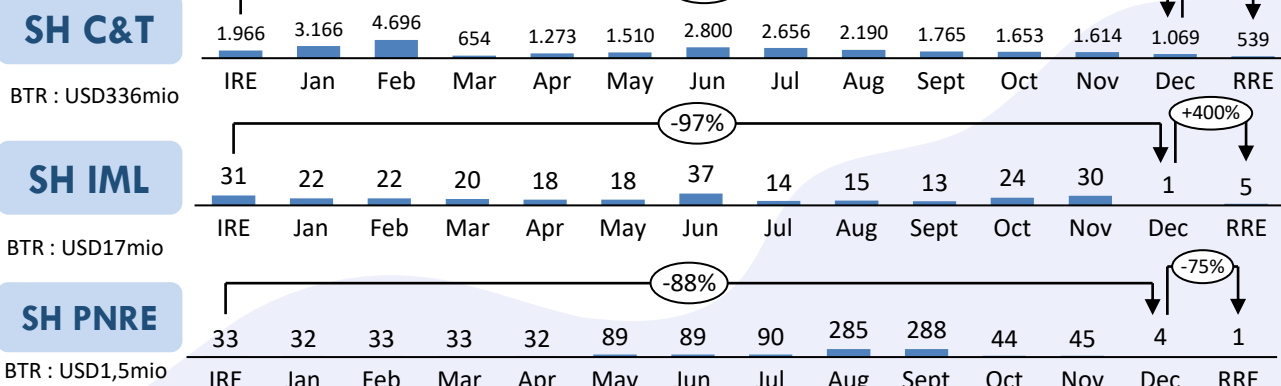 SH C&T
1.966 3.166 4.696 654 1.273 1.510 2.800 2.656 2.190 1.765 1.653 1.614 1.069 539
IRE Jan Feb Mar Apr May Jun Jul Aug Sept Oct Nov Dec RRE
BTR : USD336mio
-97% +400%
SH IML
31 22 22 20 18 18 37 14 15 13 24 30 1 5
IRE Jan Feb Mar Apr May Jun Jul Aug Sept Oct Nov Dec RRE
BTR : USD17mio
-88% -75%
SH PNRE
33 32 33 33 32 89 89 90 285 288 44 45 4 1
IRE Jan Feb Mar Apr May Jun Jul Aug Sept Oct Nov Dec RRE
BTR : USD1,5mio